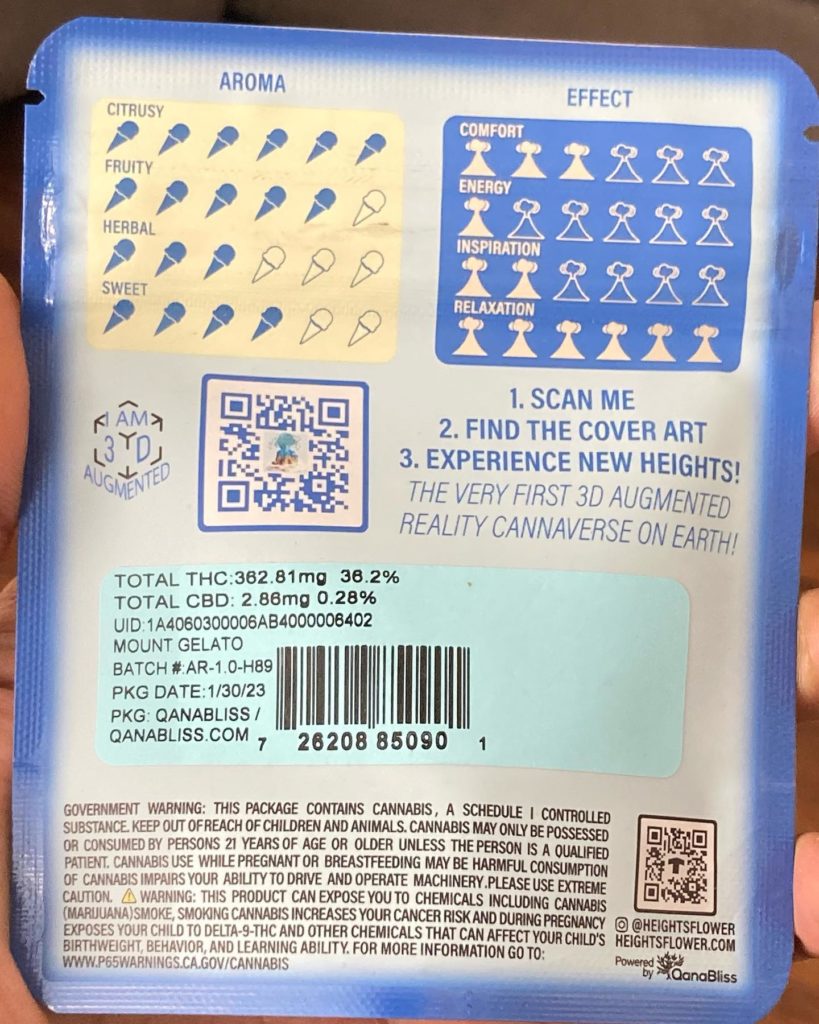 AROMA
CITRUSY
FRUITY
HERBAL
SWEET
EFFECT
COMFORT
ENERGY
INSPIRATION
RELAXATION
I AM
3 D
AUGMENTED
1. SCAN ME
2. FIND THE COVER ART
3. EXPERIENCE NEW HEIGHTS!
THE VERY FIRST 3D AUGMENTED
REALITY CANNAVERSE ON EARTH!
TOTAL THC:362.81mg 36.2%
TOTAL CBD: 2.86mg 0.28%
UID:1A4060300006AB4000006402
MOUNT GELATO
BATCH #:AR-1.0-H89
PKG DATE:1/30/23
PKG: QANABLISS /
QANABLISS.COM
7 26208 85090 1
GOVERNMENT WARNING: THIS PACKAGE CONTAINS CANNABIS, A SCHEDULE I CONTROLLED
SUBSTANCE. KEEP OUT OF REACH OF CHILDREN AND ANIMALS. CANNABIS MAY ONLY BE POSSESSED
OR CONSUMED BY PERSONS 21 YEARS OF AGE OR OLDER UNLESS THE PERSON IS A QUALIFIED
PATIENT. CANNABIS USE WHILE PREGNANT OR BREASTFEEDING MAY BE HARMFUL CONSUMPTION
OF CANNABIS IMPAIRS YOUR ABILITY TO DRIVE AND OPERATE MACHINERY.PLEASE USE EXTREME
CAUTION. ⚠ WARNING: THIS PRODUCT CAN EXPOSE YOU TO CHEMICALS INCLUDING CANNABIS
(MARIJUANA)SMOKE, SMOKING CANNABIS INCREASES YOUR CANCER RISK AND DURING PREGNANCY
EXPOSES YOUR CHILD TO DELTA-9-THC AND OTHER CHEMICALS THAT CAN AFFECT YOUR CHILD'S
BIRTHWEIGHT, BEHAVIOR, AND LEARNING ABILITY. FOR MORE INFORMATION GO TO:
WWW.P65WARNINGS.CA.GOV/CANNABIS
@HEIGHTSFLOWER
HEIGHTSFLOWER.COM
Powered
by QanaBliss